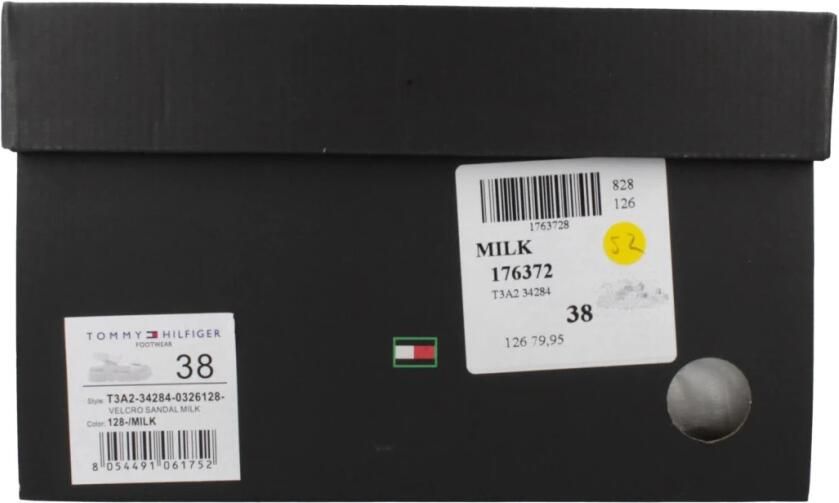 828
126
1763728
MILK
176372
T3A2 34284
38
126 79,95
52
TOMMY HILFIGER
FOOTWEAR
38
Style: T3A2-34284-0326128-
VELCRO SANDAL MILK
Color: 128-/MILK
8 054491 061752